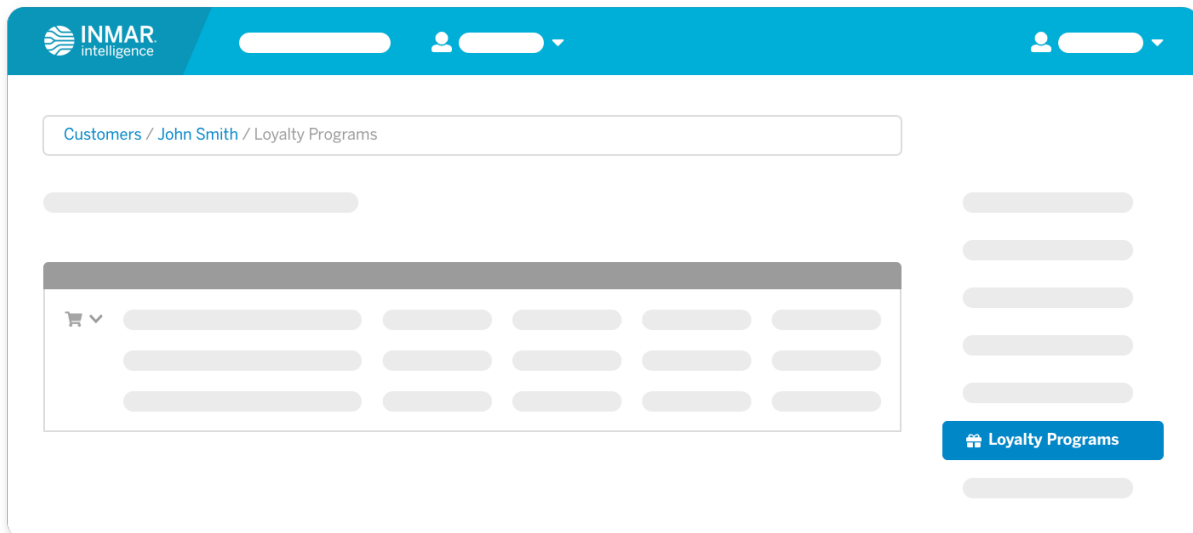 INMAR.
intelligence
Customers / John Smith / Loyalty Programs
Loyalty Programs